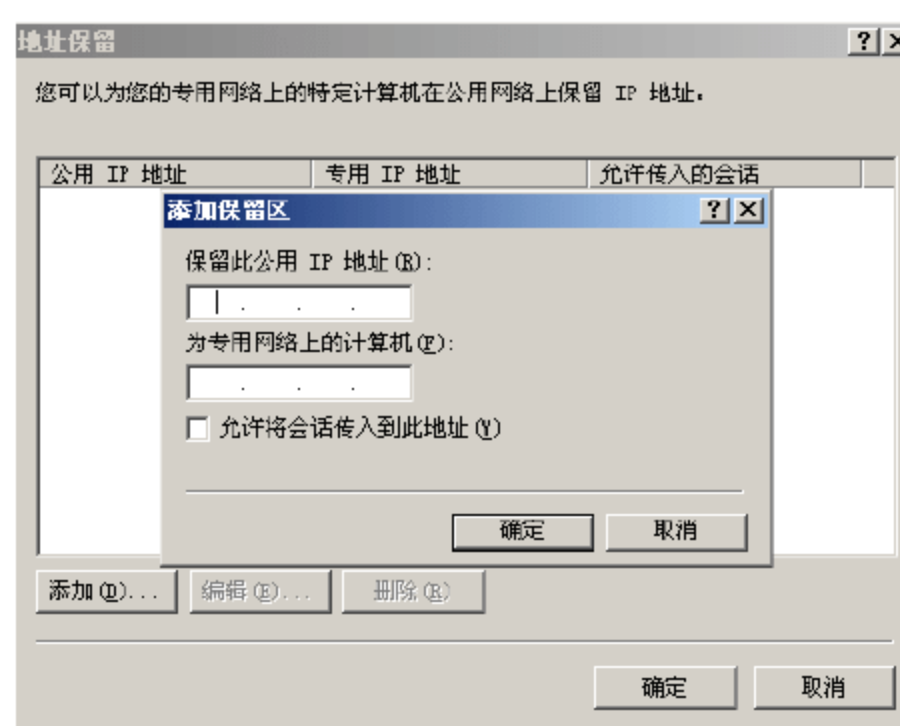 地址保留
您可以为您的专用网络上的特定计算机在公用网络上保留 IP 地址。
公用 IP 地址 专用 IP 地址 允许传入的会话
添加保留区
保留此公用 IP 地址(R):
. . .
为专用网络上的计算机(F):
. . .
允许将会话传入到此地址(Y)
确定 取消
添加(D)... 编辑(E)... 删除(R)
确定 取消